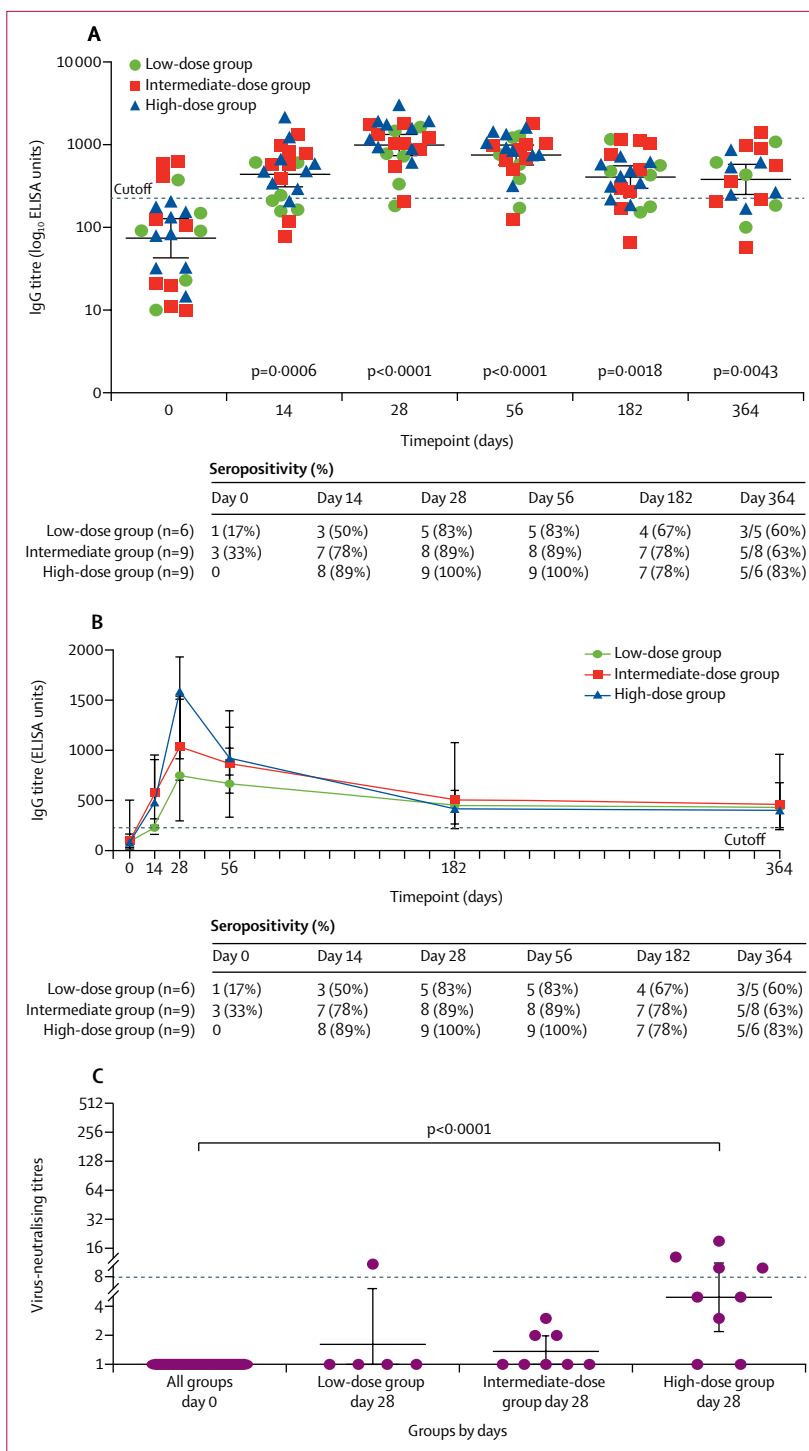 A
Low-dose group
Intermediate-dose group
High-dose group
10 000
1000
100
10
0
Cutoff
IgG titre (log₁₀ ELISA units)
p=0·0006 p<0·0001 p<0·0001 p=0·0018 p=0·0043
0 14 28 56 182 364
Timepoint (days)
Seropositivity (%)
Day 0 Day 14 Day 28 Day 56 Day 182 Day 364
Low-dose group (n=6) 1 (17%) 3 (50%) 5 (83%) 5 (83%) 4 (67%) 3/5 (60%)
Intermediate group (n=9) 3 (33%) 7 (78%) 8 (89%) 8 (89%) 7 (78%) 5/8 (63%)
High-dose group (n=9) 0 8 (89%) 9 (100%) 9 (100%) 7 (78%) 5/6 (83%)
B
Low-dose group
Intermediate-dose group
High-dose group
2000
1500
1000
500
0
IgG titre (ELISA units)
Cutoff
0 14 28 56 182 364
Timepoint (days)
Seropositivity (%)
Day 0 Day 14 Day 28 Day 56 Day 182 Day 364
Low-dose group (n=6) 1 (17%) 3 (50%) 5 (83%) 5 (83%) 4 (67%) 3/5 (60%)
Intermediate group (n=9) 3 (33%) 7 (78%) 8 (89%) 8 (89%) 7 (78%) 5/8 (63%)
High-dose group (n=9) 0 8 (89%) 9 (100%) 9 (100%) 7 (78%) 5/6 (83%)
C
512
256
128
64
32
16
8
4
2
1
Virus-neutralising titres
p<0·0001
All groups Low-dose group Intermediate-dose High-dose group
day 0 day 28 group day 28 day 28
Groups by days